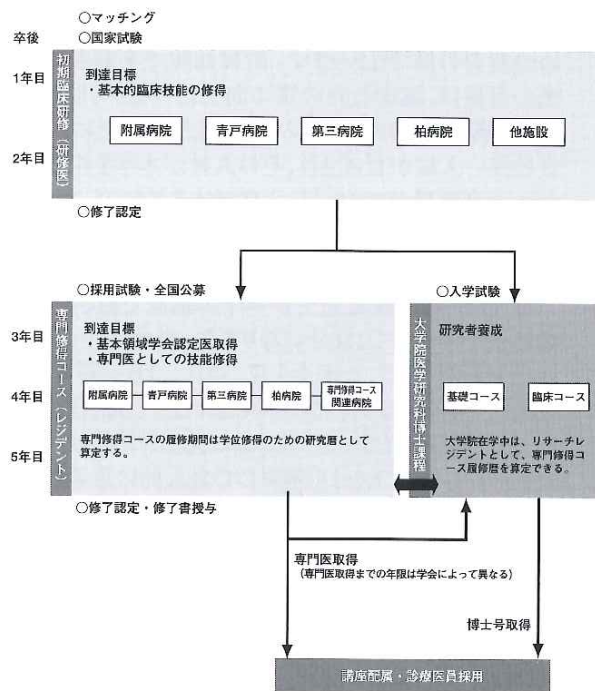 ○マッチング
卒後 ○国家試験
初期臨床研修（研修医）
1年目
到達目標
・基本的臨床技能の修得
附属病院 青戸病院 第三病院 柏病院 他施設
2年目
○修了認定
○採用試験・全国公募
○入学試験
専門修得コース（レジデント）
3年目
到達目標
・基本領域学会認定医取得
・専門医としての技能修得
4年目
附属病院 青戸病院 第三病院 柏病院 専門修得コース
関連病院
専門修得コースの履修期間は学位修得のための研究暦として
算定する。
5年目
○修了認定・修了書授与
大学院医学研究科博士課程
研究者養成
基礎コース 臨床コース
大学院在学中は、リサーチレ
ジデントとして、専門修得コ
ース履修暦を算定できる。
専門医取得
（専門医取得までの年限は学会によって異なる）
博士号取得
講座配属・診療医員採用